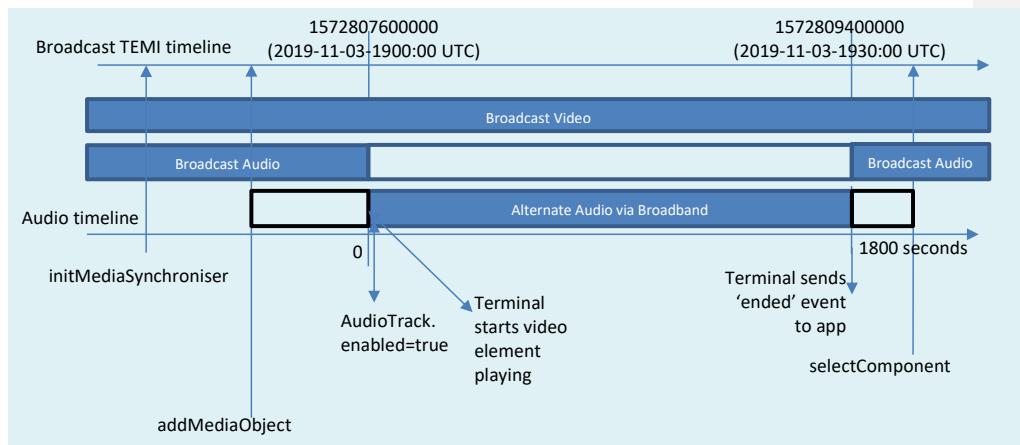 1572807600000
(2019-11-03-1900:00 UTC)
1572809400000
(2019-11-03-1930:00 UTC)
Broadcast TEMI timeline
Broadcast Video
Broadcast Audio
Broadcast Audio
Alternate Audio via Broadband
Audio timeline
0
1800 seconds
initMediaSynchroniser
AudioTrack.
enabled=true
Terminal
starts video
element
playing
Terminal sends
‘ended’ event
to app
selectComponent
addMediaObject